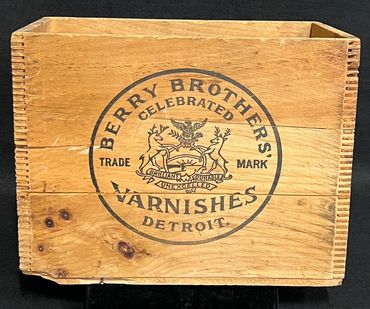 BERRY BROTHERS'
CELEBRATED
TRADE MARK
UNEXCELLED
VARNISHES
DETROIT.